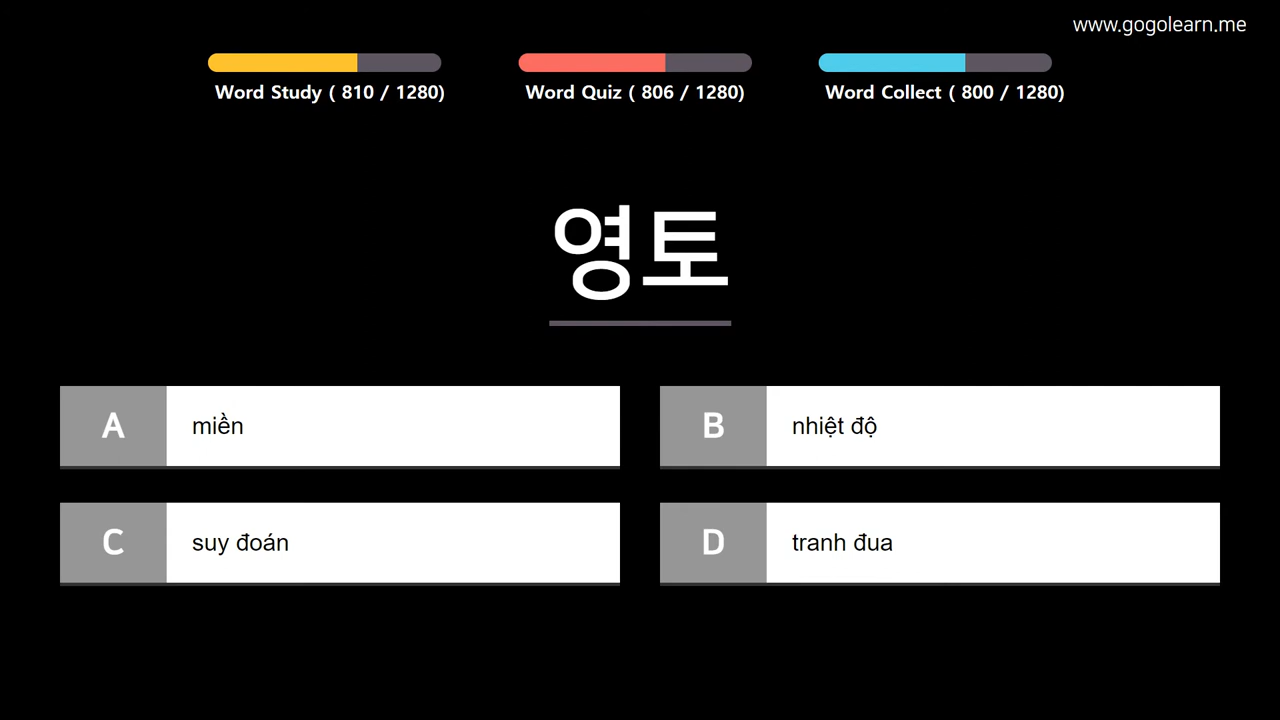 www.gogolearn.me
Word Study ( 810 / 1280)
Word Quiz ( 806 / 1280)
Word Collect ( 800 / 1280)
영토
A miền
B nhiệt độ
C suy đoán
D tranh đua